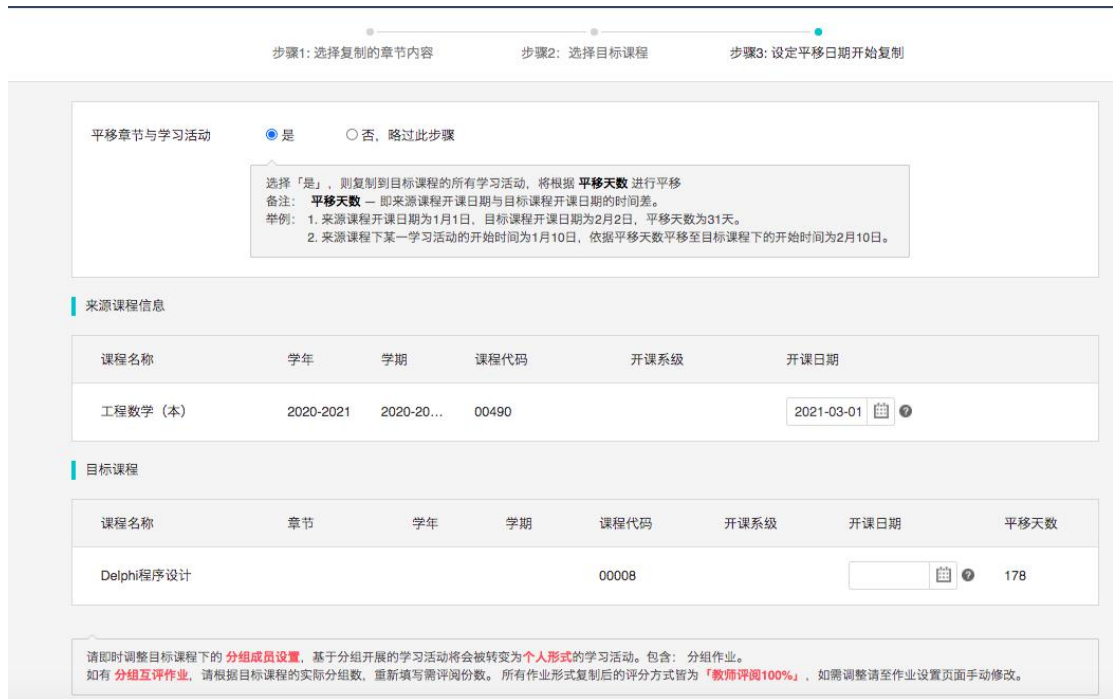 步骤1: 选择复制的章节内容 步骤2: 选择目标课程 步骤3: 设定平移日期开始复制
平移章节与学习活动 是 否，略过此步骤
选择「是」，则复制到目标课程的所有学习活动，将根据 平移天数 进行平移
备注： 平移天数 — 即来源课程开课日期与目标课程开课日期的时间差。
举例： 1. 来源课程开课日期为1月1日，目标课程开课日期为2月2日，平移天数为31天。
2. 来源课程下某一学习活动的开始时间为1月10日，依据平移天数平移至目标课程下的开始时间为2月10日。
来源课程信息
课程名称 学年 学期 课程代码 开课系级 开课日期
工程数学（本） 2020-2021 2020-20... 00490 2021-03-01 ?
目标课程
课程名称 章节 学年 学期 课程代码 开课系级 开课日期 平移天数
Delphi程序设计 00008 ? 178
请即时调整目标课程下的 分组成员设置，基于分组开展的学习活动将会被转变为个人形式的学习活动。包含： 分组作业。
如有 分组互评作业，请根据目标课程的实际分组数，重新填写需评阅份数。 所有作业形式复制后的评分方式皆为「教师评阅100%」，如需调整请至作业设置页面手动修改。